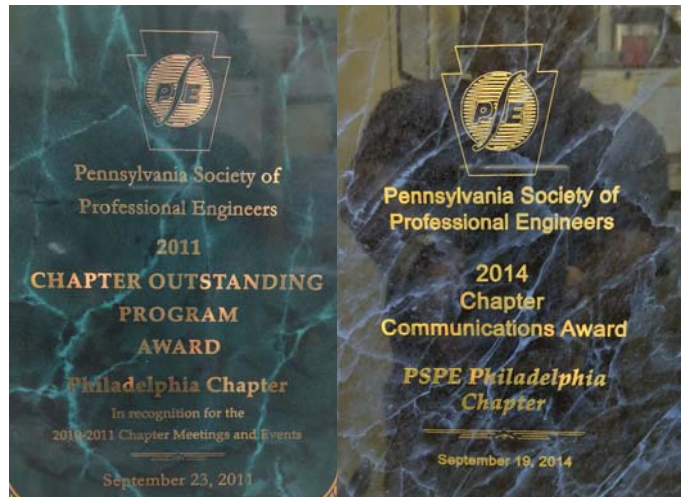 PSE
Pennsylvania Society of
Professional Engineers
2011
CHAPTER OUTSTANDING
PROGRAM
AWARD
Philadelphia Chapter
In recognition for the
2010-2011 Chapter Meetings and Events
September 23, 2011
PSE
Pennsylvania Society of
Professional Engineers
2014
Chapter
Communications Award
PSPE Philadelphia
Chapter
September 19, 2014